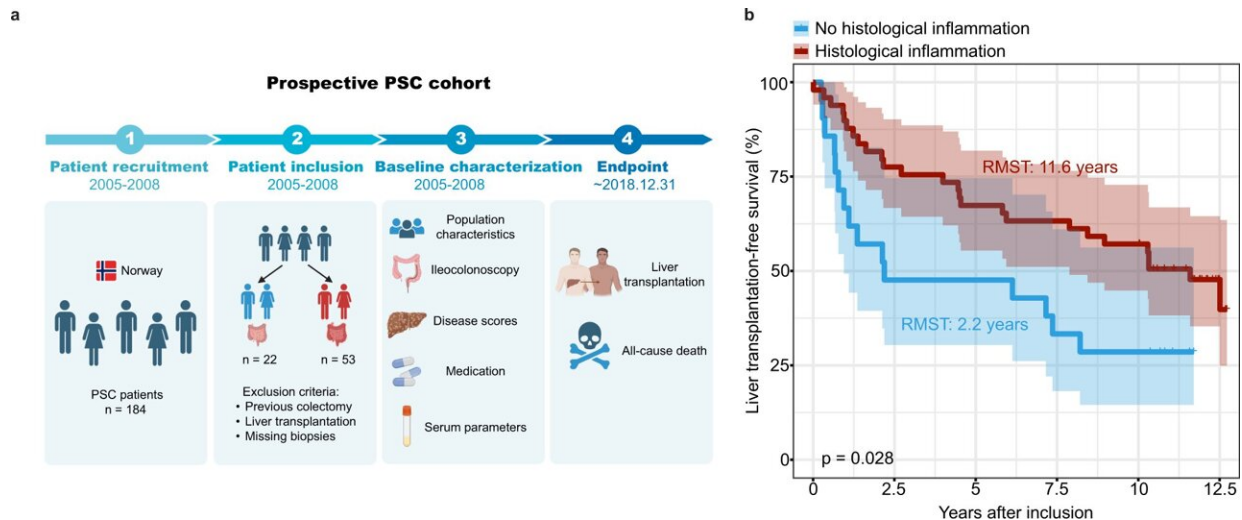 a
Prospective PSC cohort
1
2
3
4
Patient recruitment
2005-2008
Patient inclusion
2005-2008
Baseline characterization
2005-2008
Endpoint
~2018.12.31
Norway
PSC patients
n = 184
n = 22
n = 53
Exclusion criteria:
• Previous colectomy
• Liver transplantation
• Missing biopsies
Population
characteristics
Ileocolonoscopy
Disease scores
Medication
Serum parameters
Liver
transplantation
All-cause death
b
No histological inflammation
Histological inflammation
Liver transplantation-free survival (%)
100
75
50
25
0
RMST: 11.6 years
RMST: 2.2 years
p = 0.028
0
2.5
5
7.5
10
12.5
Years after inclusion